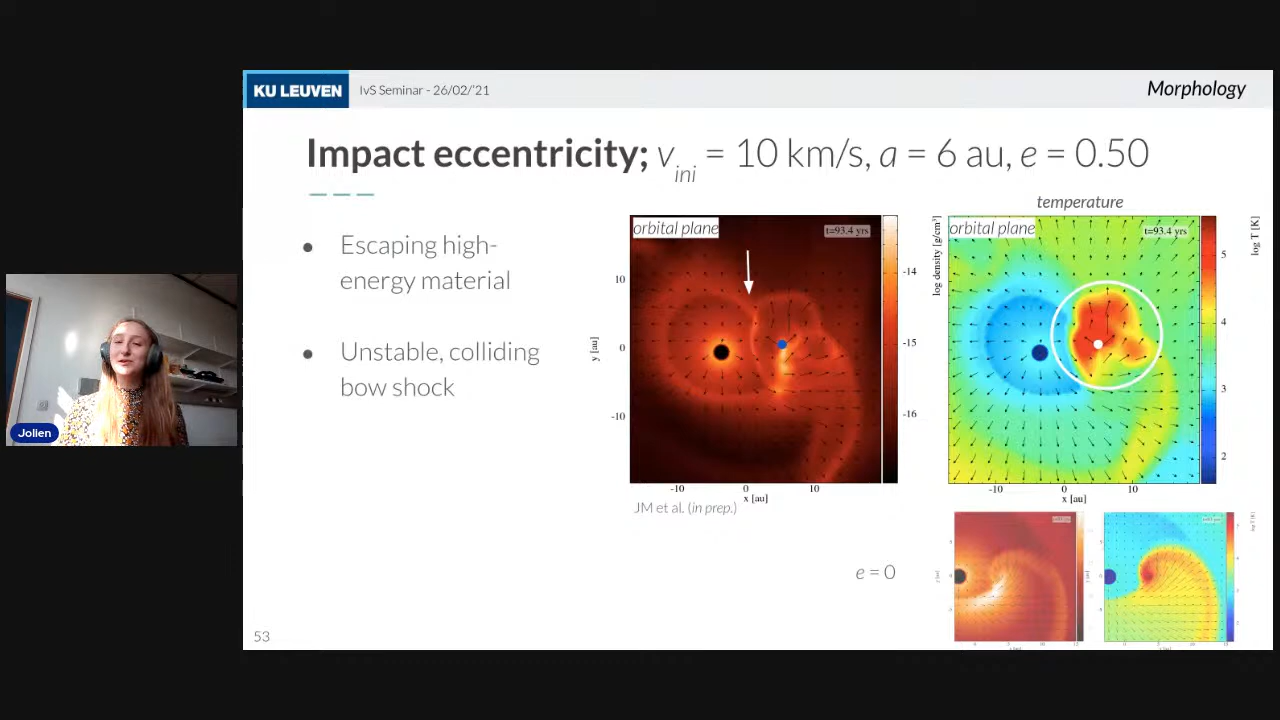 KU LEUVEN
IvS Seminar - 26/02/'21
Morphology
Impact eccentricity; v_ini = 10 km/s, a = 6 au, e = 0.50
Escaping high-
energy material
Unstable, colliding
bow shock
orbital plane
t=93.4 yrs
10
0
-10
y [au]
-10
0
10
x [au]
-14
-15
-16
log density [g/cm³]
JM et al. (in prep.)
temperature
orbital plane
t=93.4 yrs
-10
0
10
x [au]
5
4
3
2
log T [K]
e = 0
53
Jolien